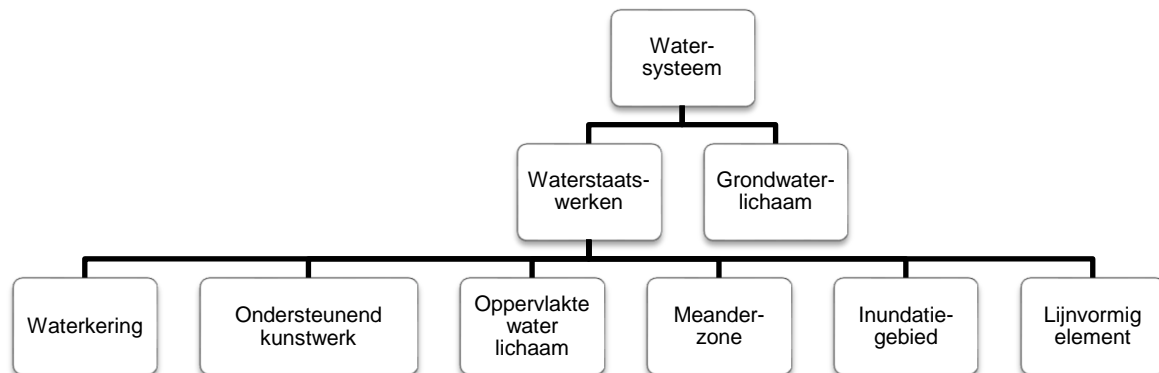 Water-
systeem
Waterstaats-
werken
Grondwater-
lichaam
Waterkering
Ondersteunend
kunstwerk
Oppervlakte
water
lichaam
Meander-
zone
Inundatie-
gebied
Lijnvormig
element